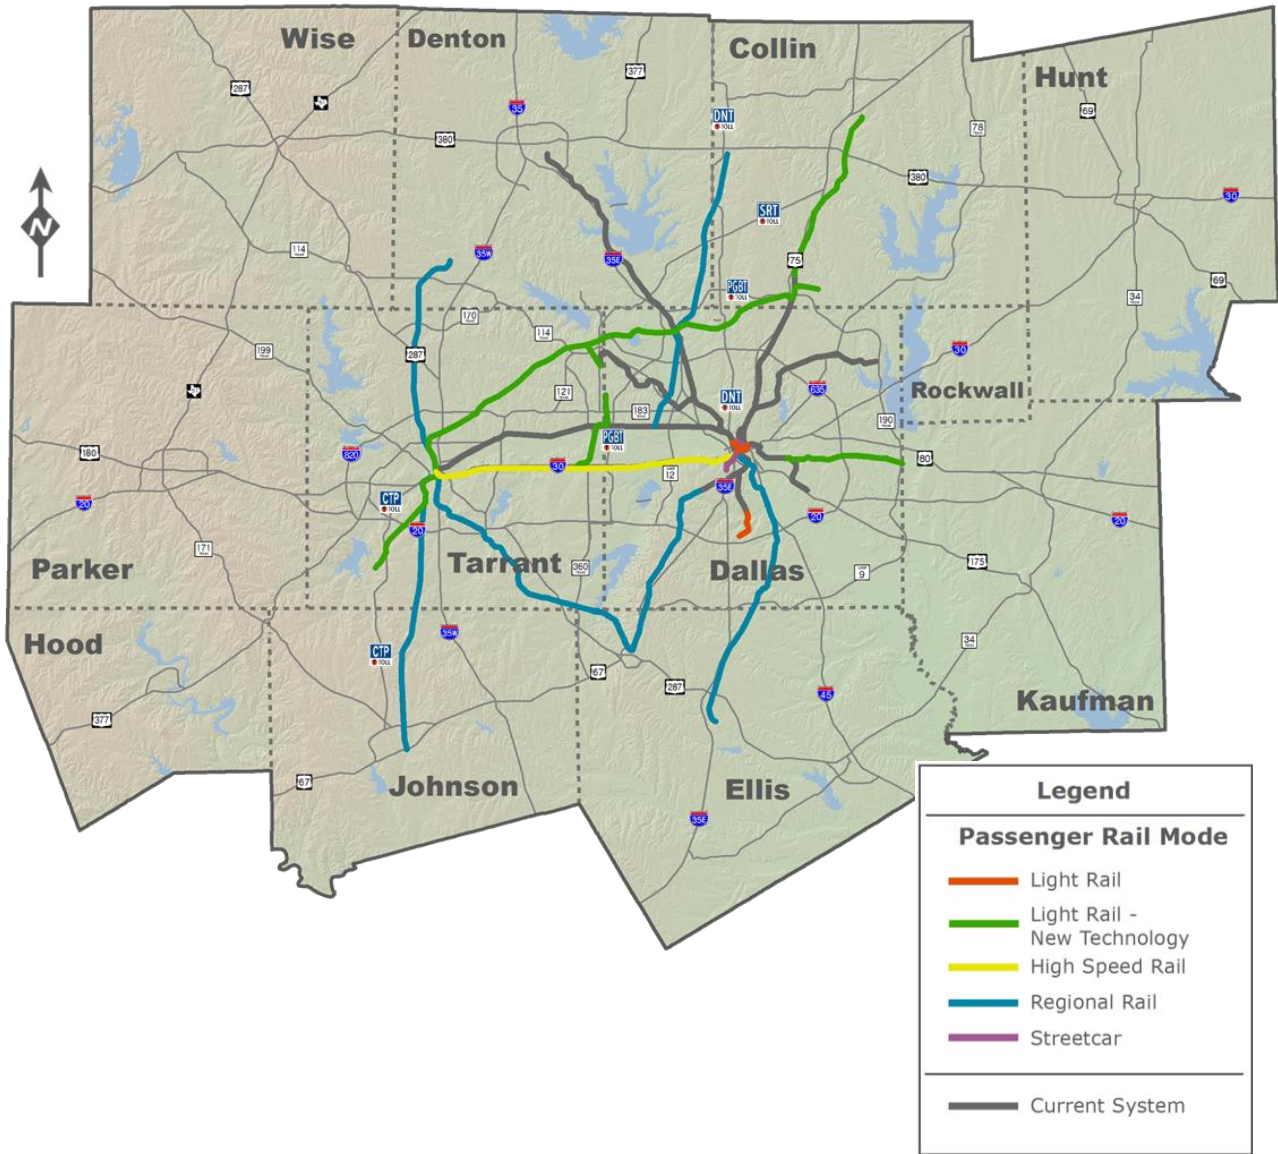 Wise
Denton
Collin
Hunt
287
377
35
DNT
TOLL
69
78
380
380
SRT
TOLL
30
114
35W
35E
75
PGBT
TOLL
69
34
170
114
199
287
30
635
Rockwall
121
183
DNT
TOLL
190
PGBT
TOLL
180
820
30
LOOP
12
80
35E
CTP
TOLL
20
20
20
20
171
Parker
Tarrant
360
Dallas
LOOP
9
175
Hood
35W
CTP
TOLL
34
67
287
45
Kaufman
377
67
Johnson
Ellis
35E
N
Legend
Passenger Rail Mode
Light Rail
Light Rail -
New Technology
High Speed Rail
Regional Rail
Streetcar
Current System